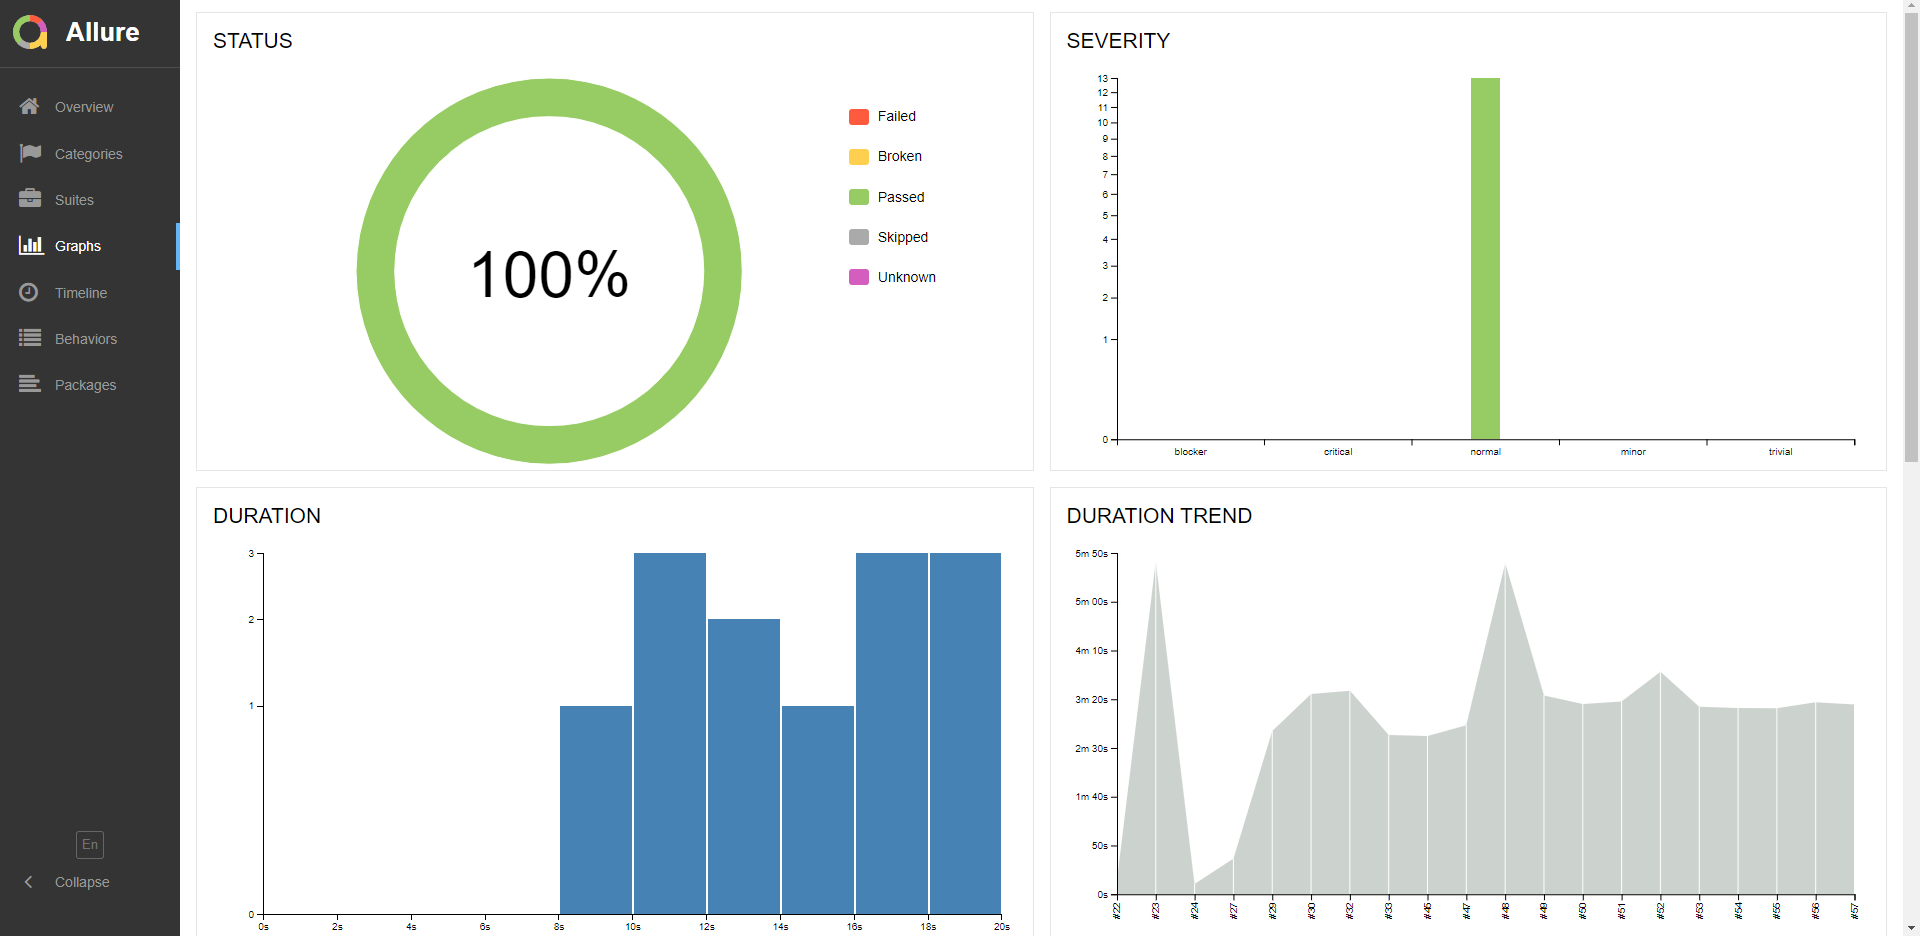 Allure
Overview
Categories
Suites
Graphs
Timeline
Behaviors
Packages
En
Collapse
STATUS
100%
Failed
Broken
Passed
Skipped
Unknown
SEVERITY
13
12
11
10
9
8
7
6
5
4
3
2
1
0
blocker critical normal minor trivial
DURATION
3
2
1
0
0s 2s 4s 6s 8s 10s 12s 14s 16s 18s 20s
DURATION TREND
5m 50s
5m 00s
4m 10s
3m 20s
2m 30s
1m 40s
50s
0s
#22 #23 #24 #27 #29 #30 #32 #33 #45 #47 #48 #49 #50 #51 #52 #53 #54 #55 #56 #57